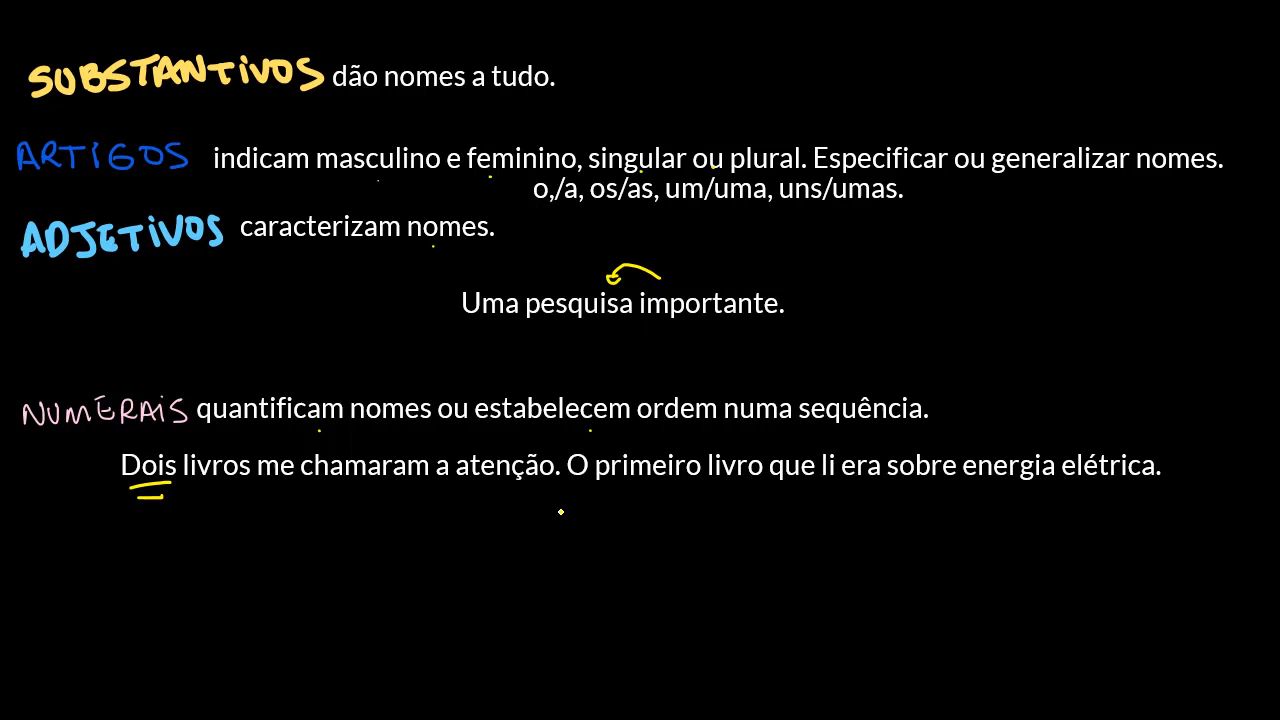 SUBSTANTIVOS dão nomes a tudo.
ARTIGOS indicam masculino e feminino, singular ou plural. Especificar ou generalizar nomes.
o,/a, os/as, um/uma, uns/umas.
ADJETIVOS caracterizam nomes.
Uma pesquisa importante.
NUMERAIS quantificam nomes ou estabelecem ordem numa sequência.
Dois livros me chamaram a atenção. O primeiro livro que li era sobre energia elétrica.